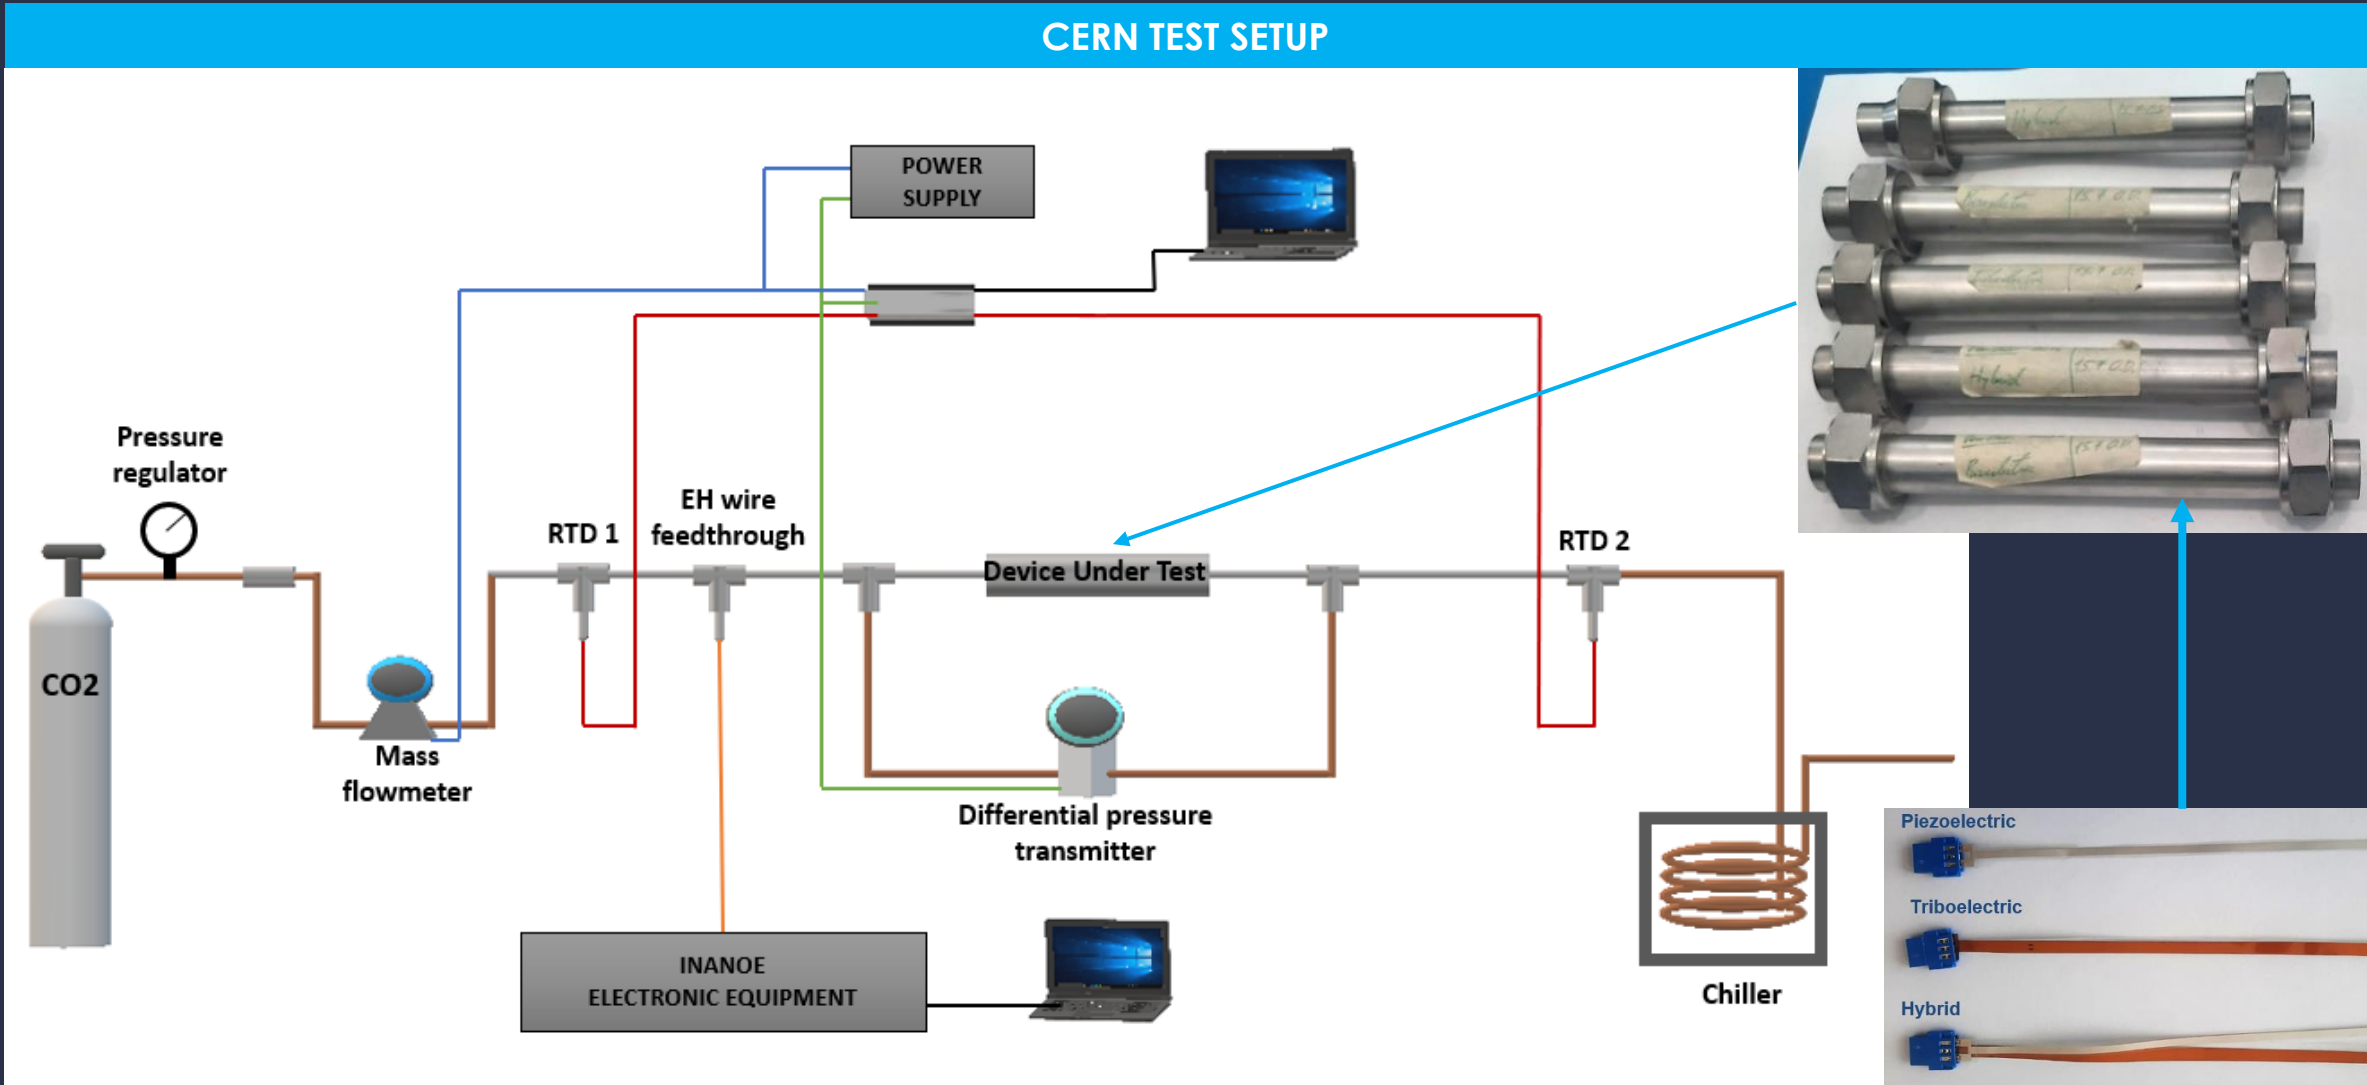 CERN TEST SETUP
POWER
SUPPLY
Pressure
regulator
EH wire
feedthrough
RTD 1
RTD 2
Device Under Test
CO2
Mass
flowmeter
Differential pressure
transmitter
INANOE
ELECTRONIC EQUIPMENT
Chiller
Hybrid
Piezoelectric
Triboelectric
Hybrid